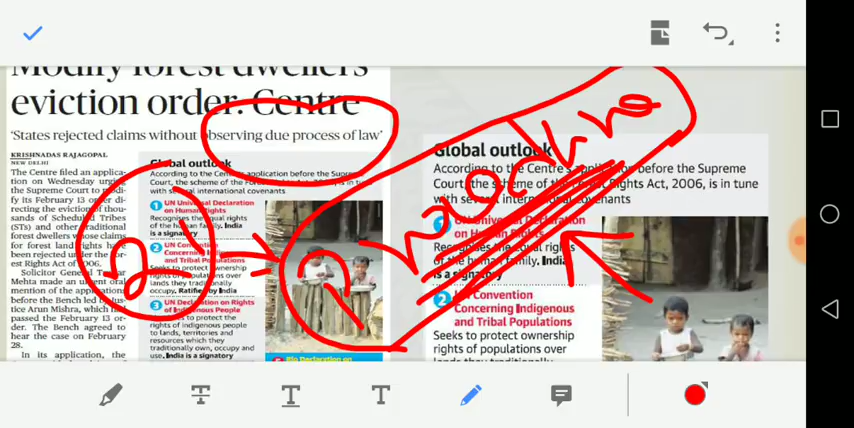 Modify forest dwellers
eviction order: Centre
'States rejected claims without observing due process of law'
KRISHNADAS RAJAGOPAL
NEW DELHI
The Centre filed an applica-
tion on Wednesday
the Supreme Court to
its February 13 or-
der directing the eviction of
thousands of Scheduled Tribes
(STs) and other traditional
forest dwellers whose claims
for forest land rights have
been rejected under the For-
est Rights Act of 2006.
Solicitor General Tushar
Mehta made an urgent oral
mention of the applications
before the Bench led by Jus-
tice Arun Mishra, which had
passed the February 13 or-
der. The Bench agreed to
hear the case on February
28.
In its application, the
Global outlook
According to the Centre's application before the Supreme
Court, the scheme of the Forest Rights Act, 2006, is in tune
with several international covenants
1 UN Universal Declaration
on Human Rights
Recognises the equal rights
of the human family. India
is a signatory
2 UN Convention
Concerning Indigenous
and Tribal Populations
Seeks to protect ownership
rights of populations over
lands they traditionally
occupy. Ratified by India
3 UN Declaration on Rights
of Indigenous People
Seeks to protect the
rights of indigenous people
to lands, territories and
resources which they
traditionally own, occupy and
use. India is a signatory
Rio Declaration on
Global outlook
According to the Centre's application before the Supreme
Court, the scheme of the Forest Rights Act, 2006, is in tune
with several international covenants
1 UN Universal Declaration
on Human Rights
Recognises the equal rights
of the human family. India
is a signatory
2 UN Convention
Concerning Indigenous
and Tribal Populations
Seeks to protect ownership
rights of populations over
lands they traditionally
T
T
T